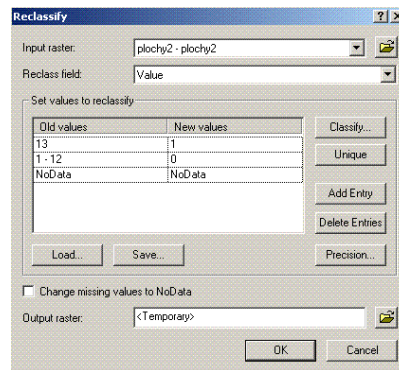 Reclassify
Input raster: plochy2 - plochy2
Reclass field: Value
Set values to reclassify
Old values New values
13 1
1 - 12 0
NoData NoData
Classify...
Unique
Add Entry
Delete Entries
Load... Save... Precision...
Change missing values to NoData
Output raster: <Temporary>
OK Cancel